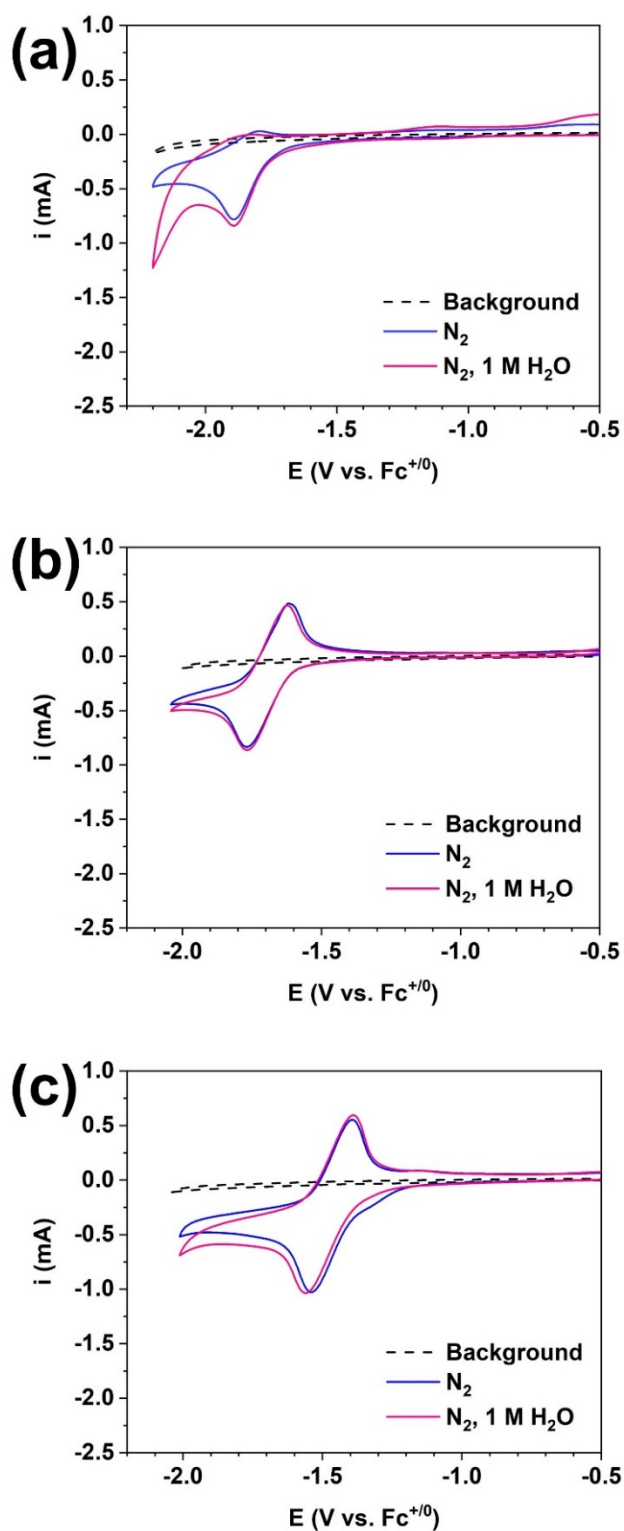 (a)
1.0
0.5
0.0
-0.5
-1.0
-1.5
-2.0
-2.5
i (mA)
Background
N₂
N₂, 1 M H₂O
-2.0 -1.5 -1.0 -0.5
E (V vs. Fc⁺/⁰)
(b)
1.0
0.5
0.0
-0.5
-1.0
-1.5
-2.0
-2.5
i (mA)
Background
N₂
N₂, 1 M H₂O
-2.0 -1.5 -1.0 -0.5
E (V vs. Fc⁺/⁰)
(c)
1.0
0.5
0.0
-0.5
-1.0
-1.5
-2.0
-2.5
i (mA)
Background
N₂
N₂, 1 M H₂O
-2.0 -1.5 -1.0 -0.5
E (V vs. Fc⁺/⁰)